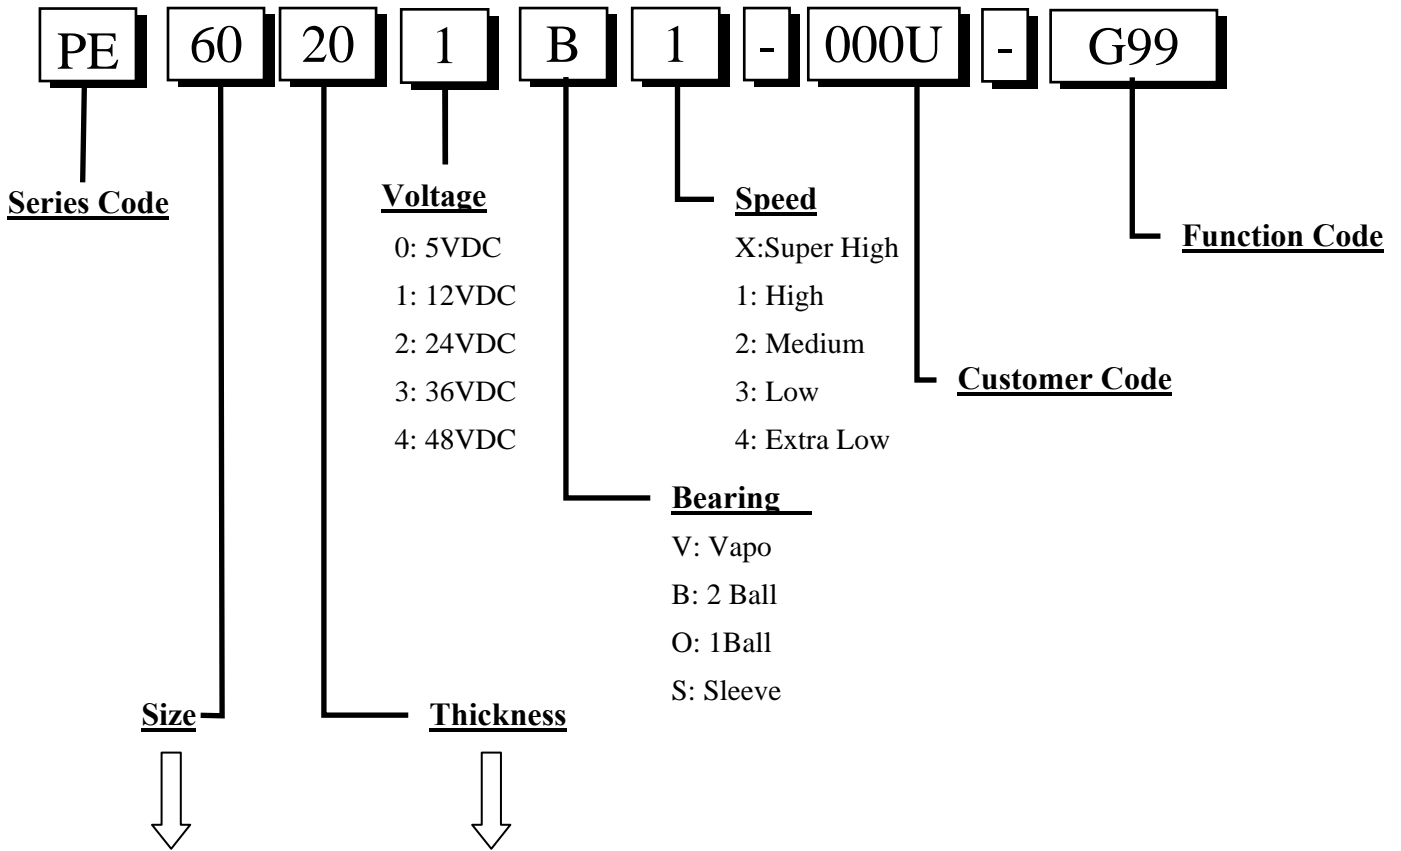 PE 60 20 1 B 1 - 000U - G99
Series Code
Voltage
0: 5VDC
1: 12VDC
2: 24VDC
3: 36VDC
4: 48VDC
Speed
X:Super High
1: High
2: Medium
3: Low
4: Extra Low
Function Code
Customer Code
Bearing
V: Vapo
B: 2 Ball
O: 1Ball
S: Sleeve
Size
Thickness